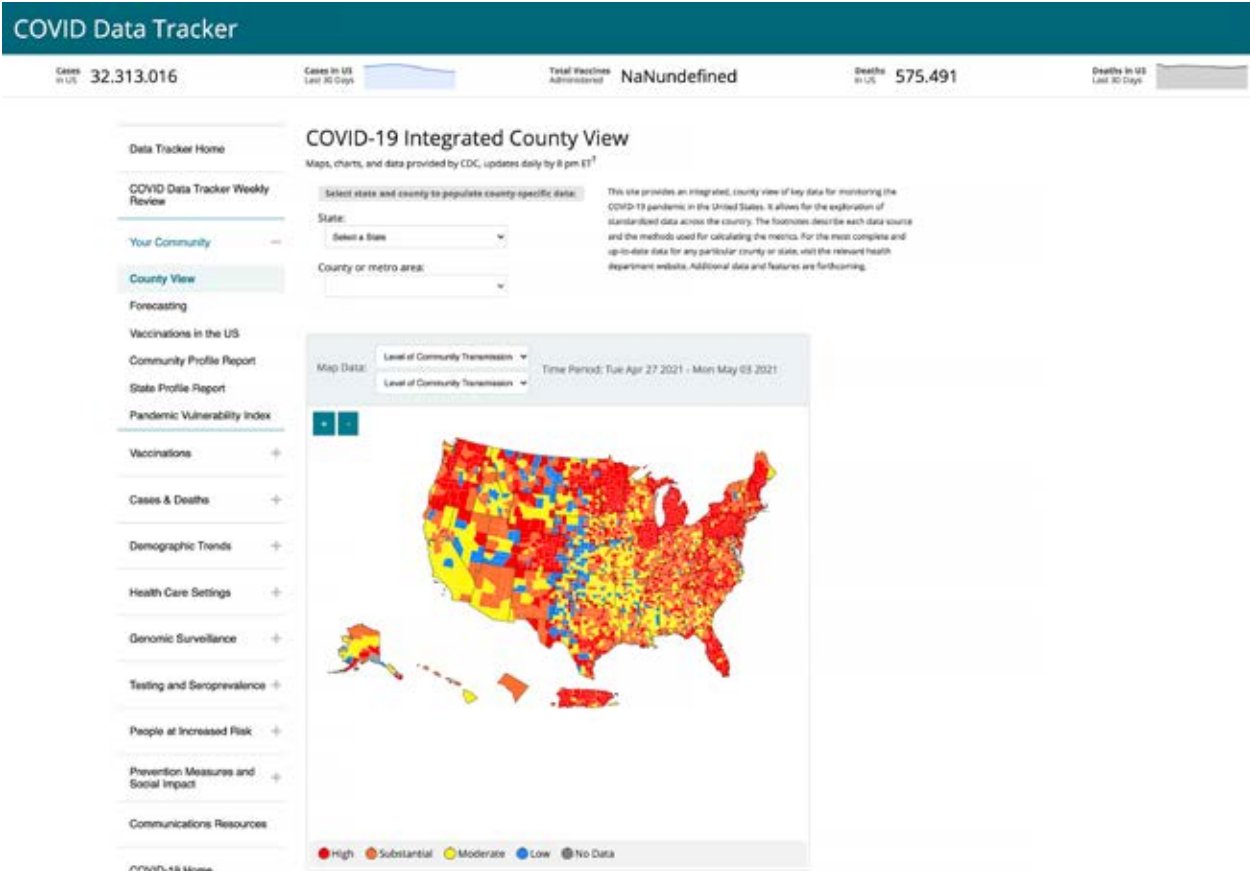 COVID Data Tracker
Cases
in US
32.313.016
Cases in US
Last 30 Days
Total Vaccines
Administered
NaNundefined
Deaths
in US
575.491
Deaths in US
Last 30 Days
Data Tracker Home
COVID Data Tracker Weekly
Review
Your Community
County View
Forecasting
Vaccinations in the US
Community Profile Report
State Profile Report
Pandemic Vulnerability Index
Vaccinations +
Cases & Deaths +
Demographic Trends +
Health Care Settings +
Genomic Surveillance +
Testing and Seroprevalence +
People at Increased Risk +
Prevention Measures and
Social Impact +
Communications Resources
COVID-19 Home
COVID-19 Integrated County View
Maps, charts, and data provided by CDC, updates daily by 8 pm ET†
Select state and county to populate county-specific data:
State:
Select a State
County or metro area:
This site provides an integrated, county view of key data for monitoring the
COVID-19 pandemic in the United States. It allows for the exploration of
standardized data across the country. The footnotes describe each data source
and the methods used for calculating the metrics. For the most complete and
up-to-date data for any particular county or state, visit the relevant health
department website. Additional data and features are forthcoming.
Map Data:
Level of Community Transmission
Level of Community Transmission
Time Period: Tue Apr 27 2021 - Mon May 03 2021
+ -
High Substantial Moderate Low No Data